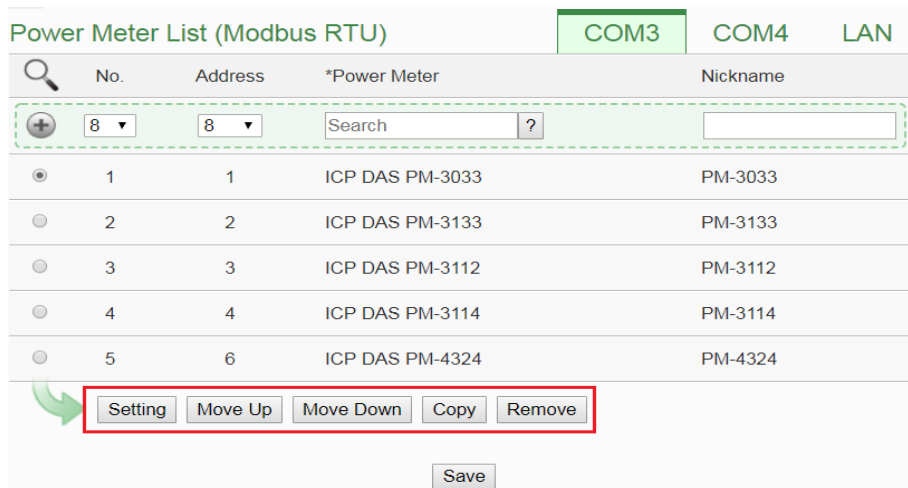 Power Meter List (Modbus RTU) COM3 COM4 LAN
No. Address *Power Meter Nickname
8 8 Search ?
1 1 ICP DAS PM-3033 PM-3033
2 2 ICP DAS PM-3133 PM-3133
3 3 ICP DAS PM-3112 PM-3112
4 4 ICP DAS PM-3114 PM-3114
5 6 ICP DAS PM-4324 PM-4324
Setting Move Up Move Down Copy Remove
Save